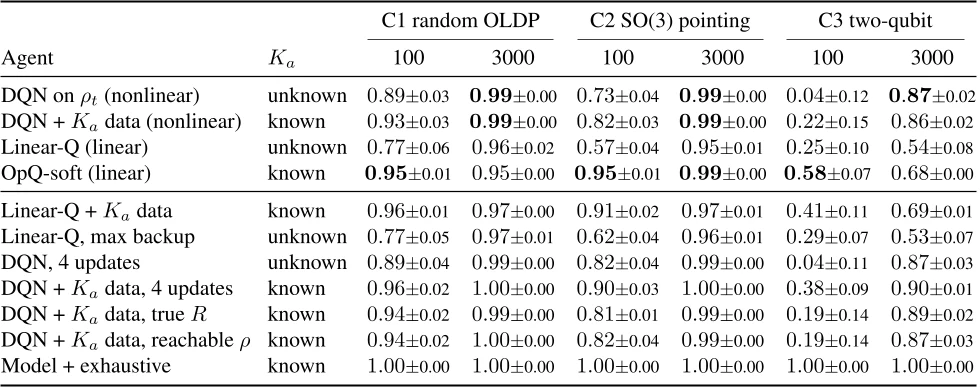 C1 random OLDP C2 SO(3) pointing C3 two-qubit
Agent K_a 100 3000 100 3000 100 3000
DQN on ρ_t (nonlinear) unknown 0.89±0.03 0.99±0.00 0.73±0.04 0.99±0.00 0.04±0.12 0.87±0.02
DQN + K_a data (nonlinear) known 0.93±0.03 0.99±0.00 0.82±0.03 0.99±0.00 0.22±0.15 0.86±0.02
Linear-Q (linear) unknown 0.77±0.06 0.96±0.02 0.57±0.04 0.95±0.01 0.25±0.10 0.54±0.08
OpQ-soft (linear) known 0.95±0.01 0.95±0.00 0.95±0.01 0.99±0.00 0.58±0.07 0.68±0.00
Linear-Q + K_a data known 0.96±0.01 0.97±0.00 0.91±0.02 0.97±0.01 0.41±0.11 0.69±0.01
Linear-Q, max backup unknown 0.77±0.05 0.97±0.01 0.62±0.04 0.96±0.01 0.29±0.07 0.53±0.07
DQN, 4 updates unknown 0.89±0.04 0.99±0.00 0.82±0.04 0.99±0.00 0.04±0.11 0.87±0.03
DQN + K_a data, 4 updates known 0.96±0.02 1.00±0.00 0.90±0.03 1.00±0.00 0.38±0.09 0.90±0.01
DQN + K_a data, true R known 0.94±0.02 0.99±0.00 0.81±0.01 0.99±0.00 0.19±0.14 0.89±0.02
DQN + K_a data, reachable ρ known 0.94±0.02 1.00±0.00 0.82±0.04 0.99±0.00 0.19±0.14 0.87±0.03
Model + exhaustive known 1.00±0.00 1.00±0.00 1.00±0.00 1.00±0.00 1.00±0.00 1.00±0.00